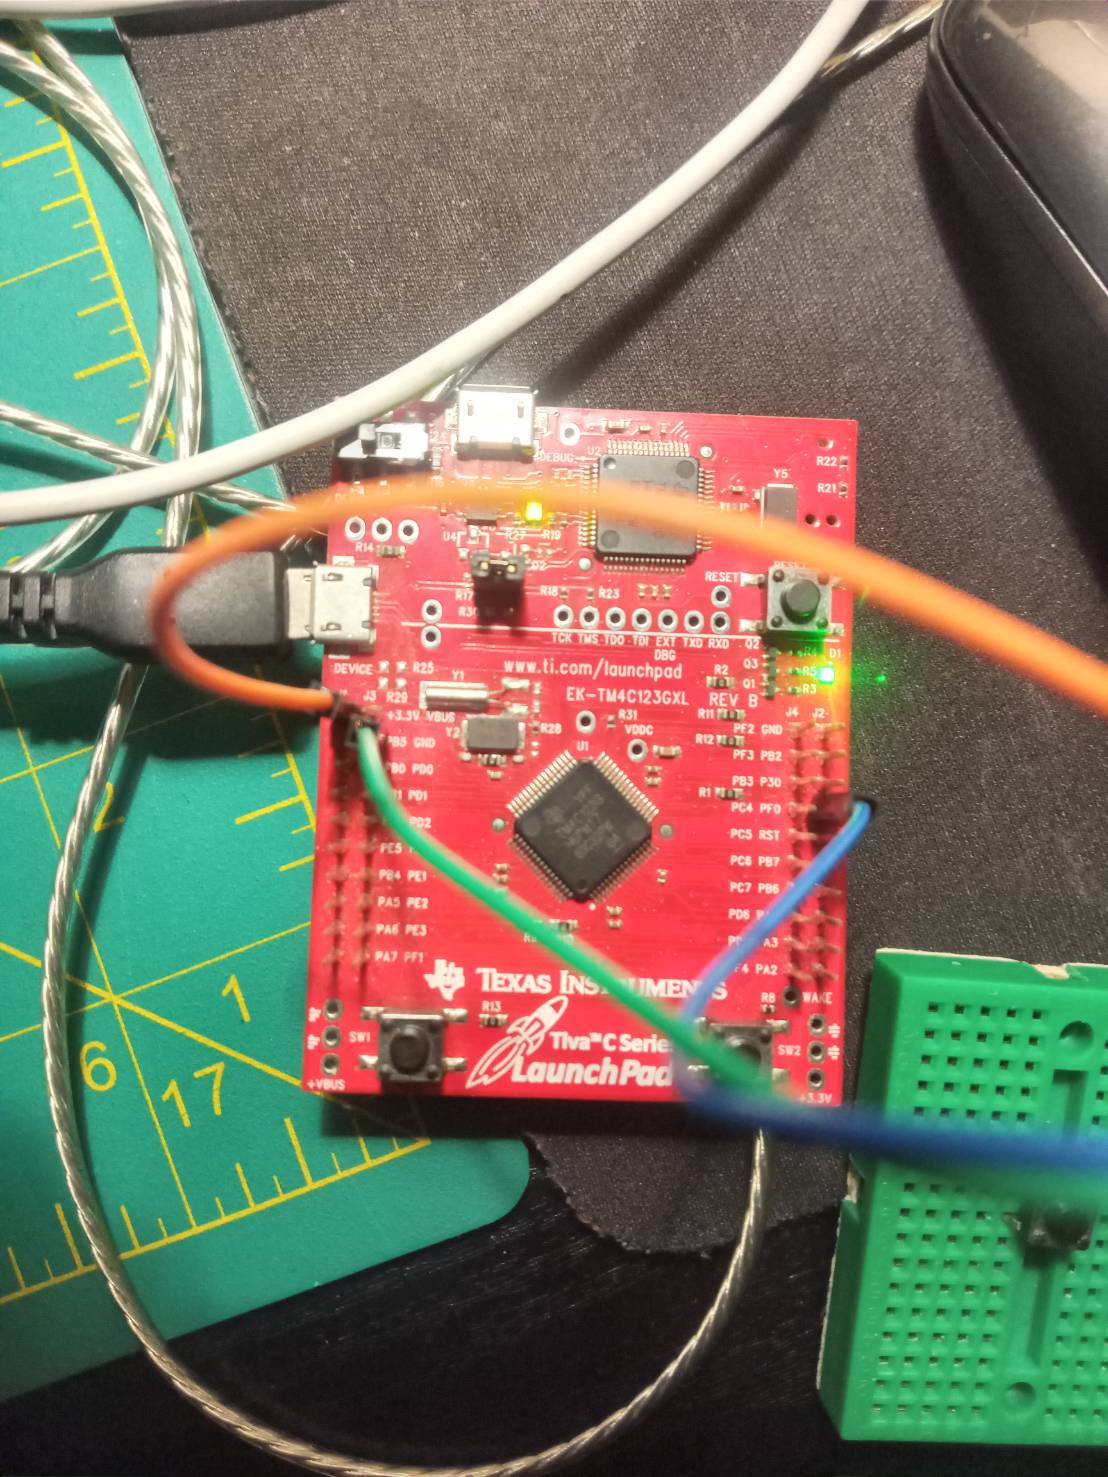 DEBUG
U2
Y5
R22
R21
R14
U4
R27
R19
R17
R18
R23
RESET
TCK TMS TDO TDI EXT TXD RXD
DBG
Q2
D1
R4
Q3
R5
Q1
R3
DEVICE
R25
R29
Y1
Y2
www.ti.com/launchpad
EK-TM4C123GXL REV B
R2
R11
R12
R1
R31
R28
VDDC
U1
J3
J4 J2
+3.3V VBUS
PB5 GND
PB0 PD0
PD1
PD2
PE5
PB4 PE1
PA5 PE2
PA6 PE3
PA7 PF1
PE2 GND
PF3 PB2
PB3
PC4 PF0
PC5 RST
PC6 PB7
PC7 PB6
PD6
A3
F4 PA2
TEXAS INSTRUMENTS
R13
R8
WAKE
SW1
SW2
Tiva™ C Series
LaunchPad
+VBUS
+3.3V
2
1
6
17